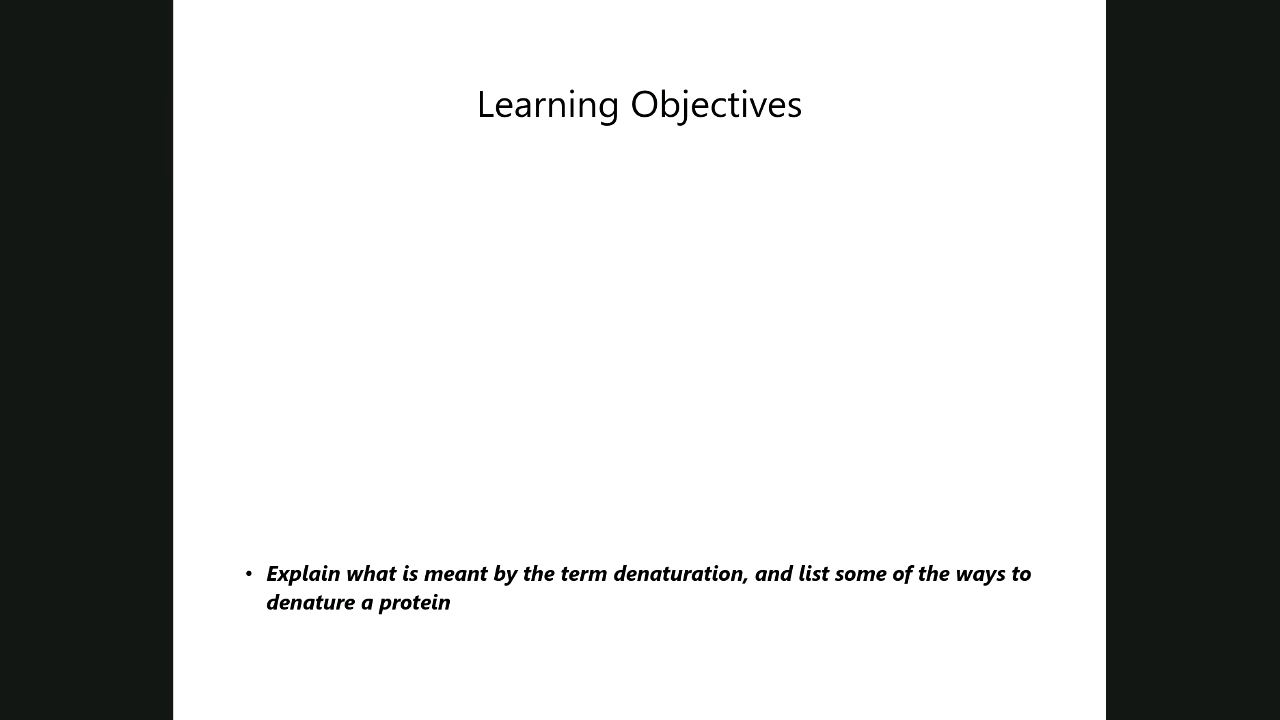 Learning Objectives
• Explain what is meant by the term denaturation, and list some of the ways to
denature a protein